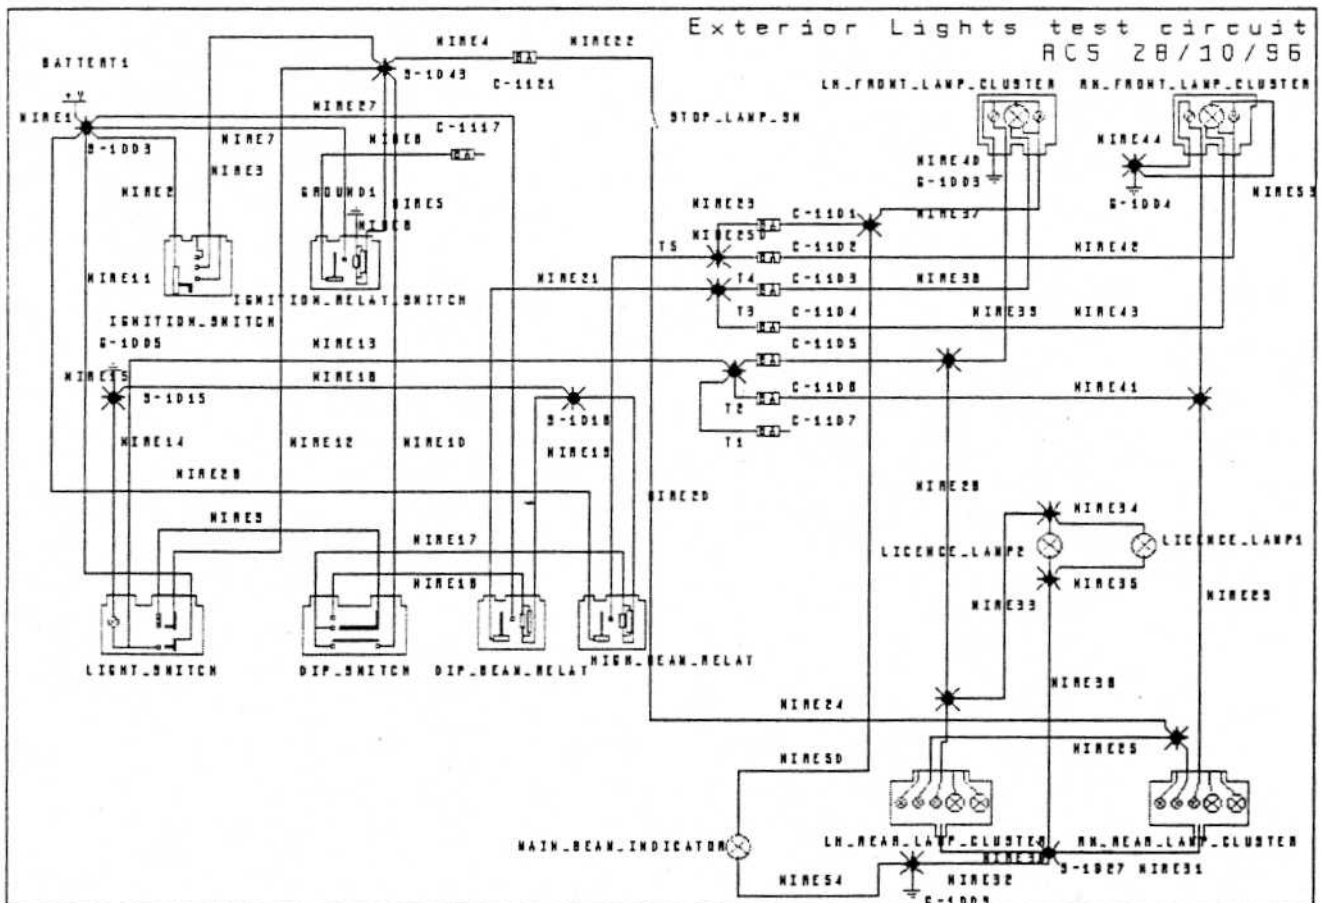 Exterior Lights test circuit
RCS 28/10/96
BATTERY1
+V
WIRE1
S-1003
WIRE4
WIRE22
C-1121
S-1043
WIRE27
C-1117
WIRE7
WIRE3
WIRE2
GROUND1
WIRE5
WIRE11
IGNITION_RELAY_SWITCH
IGNITION_SWITCH
STOP_LAMP_SW
LH_FRONT_LAMP_CLUSTER
RH_FRONT_LAMP_CLUSTER
WIRE40
G-1003
WIRE44
G-1004
WIRE53
WIRE23
C-1101
WIRE37
T5
C-1102
WIRE42
WIRE21
T4
C-1103
WIRE38
T3
C-1104
WIRE39
WIRE43
G-1005
WIRE13
C-1105
WIRE15
WIRE18
S-1015
S-1018
T2
C-1106
WIRE41
T1
C-1107
WIRE14
WIRE12
WIRE10
WIRE19
WIRE28
WIRE20
WIRE9
WIRE17
WIRE34
LICENCE_LAMP2
LICENCE_LAMP1
WIRE35
WIRE33
WIRE29
LIGHT_SWITCH
DIP_SWITCH
DIP_BEAM_RELAY
HIGH_BEAM_RELAY
WIRE24
WIRE25
WIRE50
MAIN_BEAM_INDICATOR
LH_REAR_LAMP_CLUSTER
RH_REAR_LAMP_CLUSTER
WIRE54
WIRE32
S-1027
WIRE31